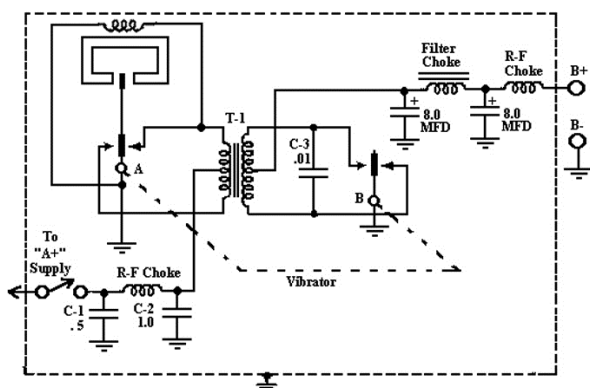 Filter
Choke
R-F
Choke
B+
+
8.0
MFD
+
8.0
MFD
B-
T-1
C-3
.01
A
B
To
"A+"
Supply
R-F Choke
Vibrator
C-1
.5
C-2
1.0